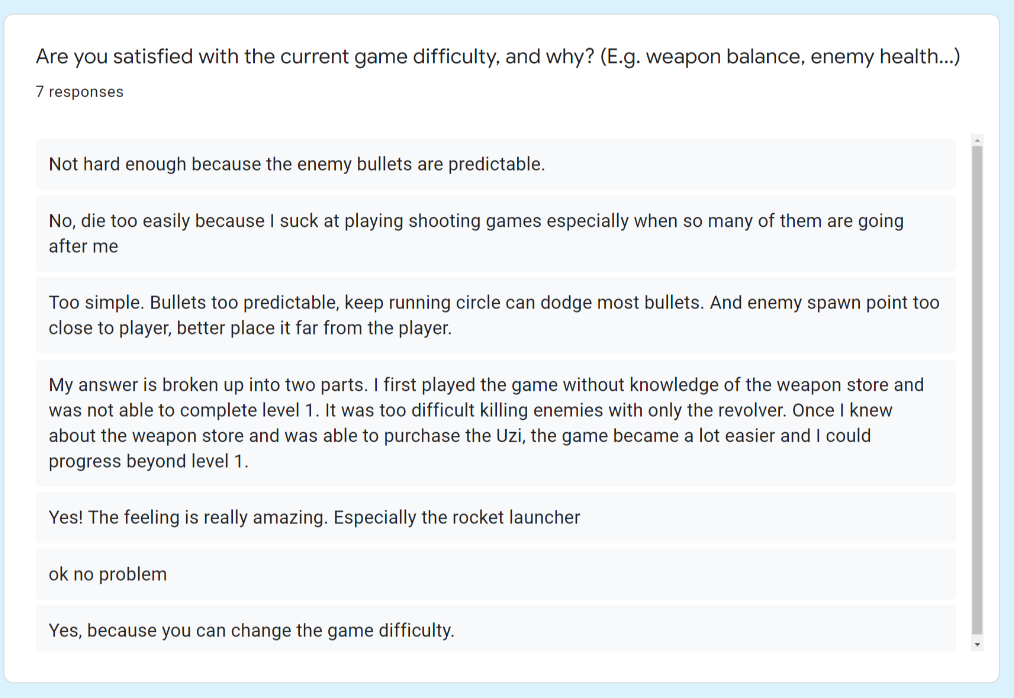 Are you satisfied with the current game difficulty, and why? (E.g. weapon balance, enemy health...)
7 responses
Not hard enough because the enemy bullets are predictable.
No, die too easily because I suck at playing shooting games especially when so many of them are going
after me
Too simple. Bullets too predictable, keep running circle can dodge most bullets. And enemy spawn point too
close to player, better place it far from the player.
My answer is broken up into two parts. I first played the game without knowledge of the weapon store and
was not able to complete level 1. It was too difficult killing enemies with only the revolver. Once I knew
about the weapon store and was able to purchase the Uzi, the game became a lot easier and I could
progress beyond level 1.
Yes! The feeling is really amazing. Especially the rocket launcher
ok no problem
Yes, because you can change the game difficulty.